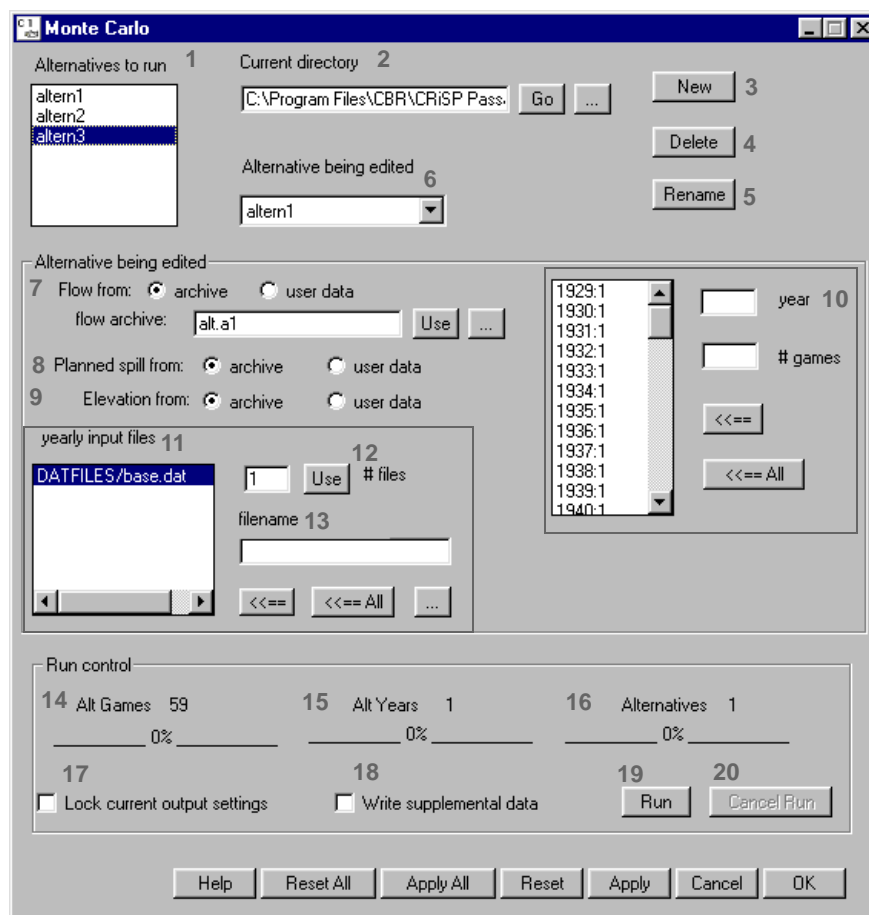 Monte Carlo
Alternatives to run 1
altern1
altern2
altern3
Current directory 2
C:\Program Files\CBR\CRiSP Pass. Go ...
Alternative being edited 6
altern1
New 3
Delete 4
Rename 5
Alternative being edited
7 Flow from: archive user data
flow archive: alt.a1 Use ...
8 Planned spill from: archive user data
9 Elevation from: archive user data
1929:1
1930:1
1931:1
1932:1
1933:1
1934:1
1935:1
1936:1
1937:1
1938:1
1939:1
1940:1
year 10
# games
<<==
<<== All
yearly input files 11
DATFILES/base.dat
12
1 Use # files
filename 13
<<== <<== All ...
Run control
14 Alt Games 59
0%
15 Alt Years 1
0%
16 Alternatives 1
0%
17
Lock current output settings
18
Write supplemental data
19
Run
20
Cancel Run
Help Reset All Apply All Reset Apply Cancel OK